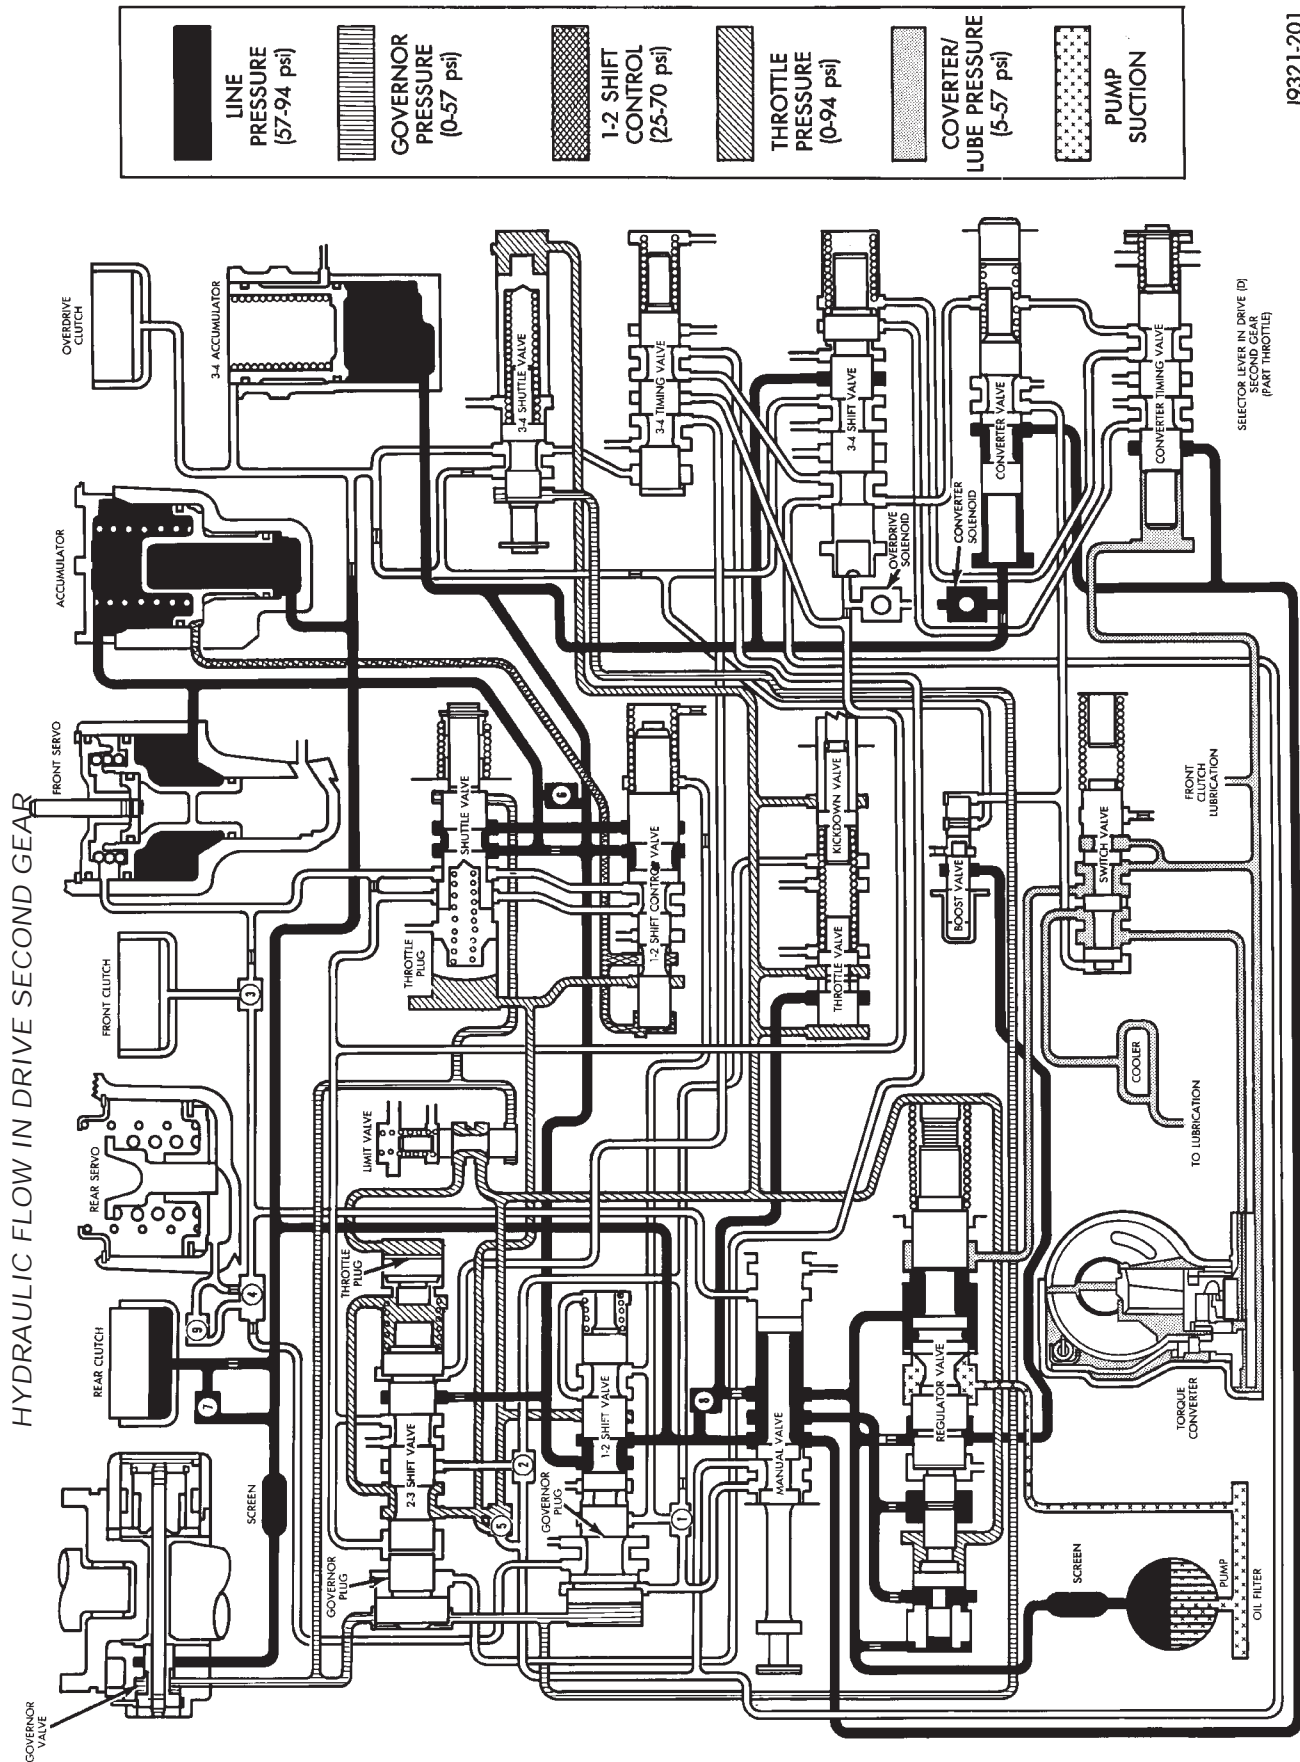 HYDRAULIC FLOW IN DRIVE SECOND GEAR
GOVERNOR
VALVE
SCREEN
REAR CLUTCH
REAR SERVO
FRONT CLUTCH
FRONT SERVO
ACCUMULATOR
OVERDRIVE
CLUTCH
3-4 ACCUMULATOR
7
9
4
3
GOVERNOR
PLUG
2-3 SHIFT VALVE
THROTTLE
PLUG
LIMIT VALVE
THROTTLE
PLUG
SHUTTLE VALVE
3-4 SHUTTLE VALVE
5
2
6
GOVERNOR
PLUG
1-2 SHIFT VALVE
1-2 SHIFT CONTROL VALVE
3-4 TIMING VALVE
1
8
MANUAL VALVE
THROTTLE VALVE
KICKDOWN VALVE
3-4 SHIFT VALVE
OVERDRIVE
SOLENOID
CONVERTER
SOLENOID
REGULATOR VALVE
BOOST VALVE
CONVERTER VALVE
SCREEN
PUMP
OIL FILTER
TORQUE
CONVERTER
COOLER
TO LUBRICATION
SWITCH VALVE
FRONT
CLUTCH
LUBRICATION
CONVERTER TIMING VALVE
SELECTOR LEVER IN DRIVE (D)
SECOND GEAR
(PART THROTTLE)
LINE
PRESSURE
(57-94 psi)
GOVERNOR
PRESSURE
(0-57 psi)
1-2 SHIFT
CONTROL
(25-70 psi)
THROTTLE
PRESSURE
(0-94 psi)
COVERTER/
LUBE PRESSURE
(5-57 psi)
PUMP
SUCTION
J9321-201